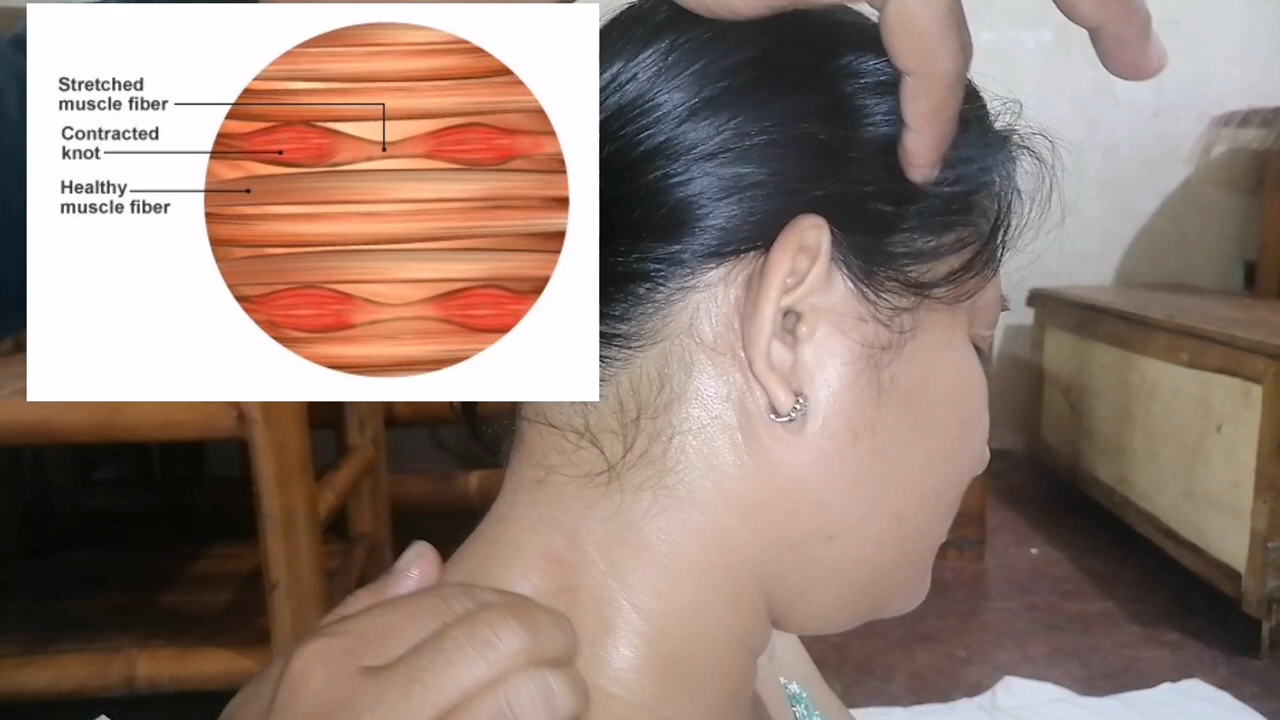 Stretched
muscle fiber
Contracted
knot
Healthy
muscle fiber